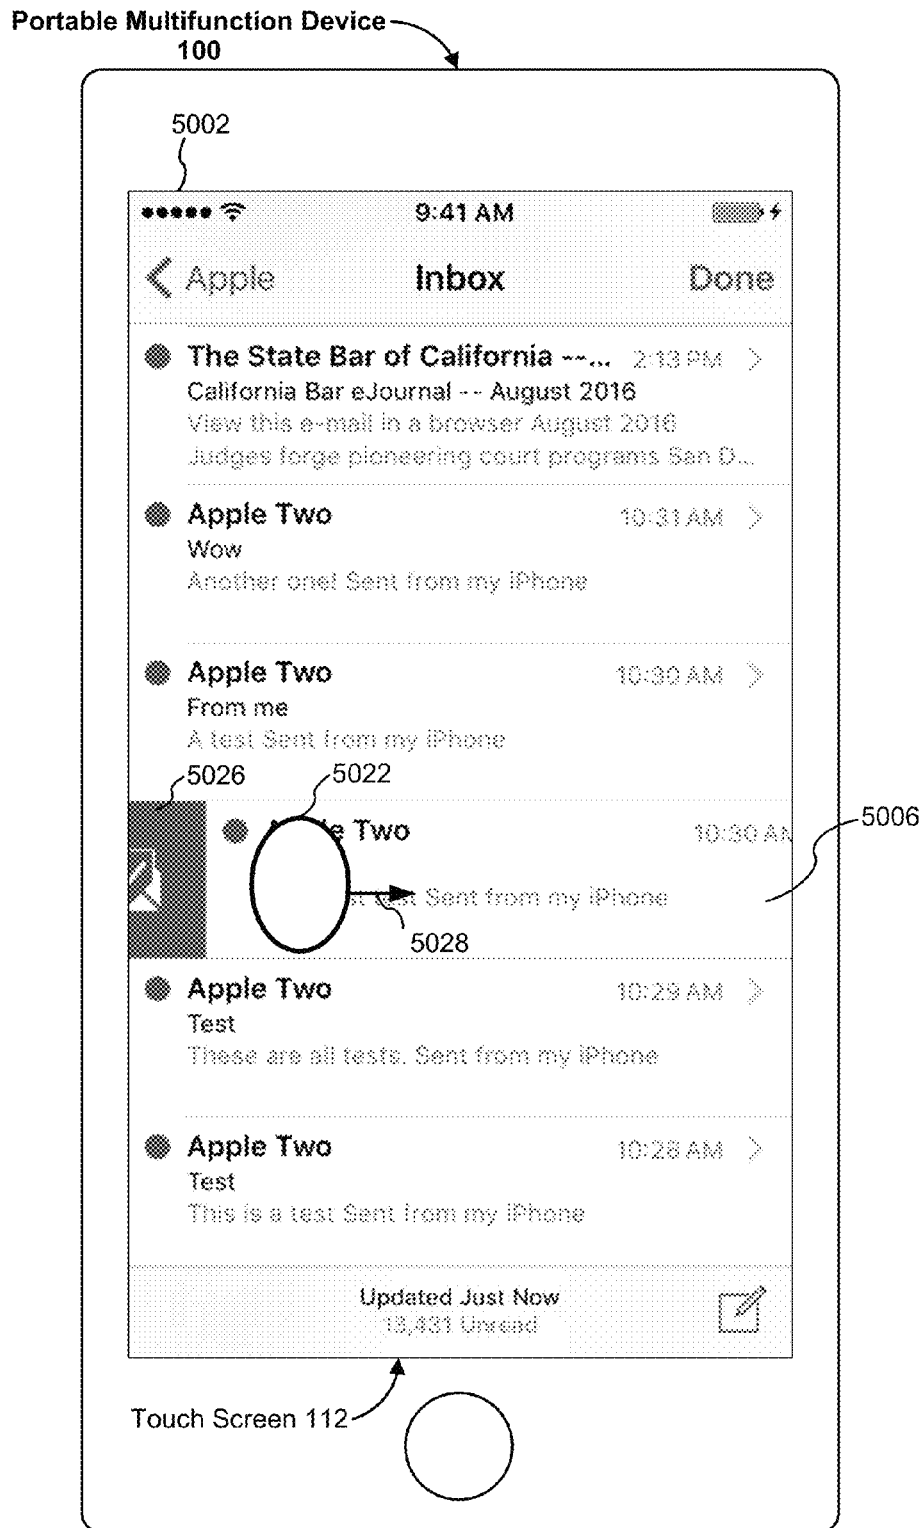 Portable Multifunction Device
100
5002
9:41 AM
Apple Inbox Done
The State Bar of California --... 2:13 PM
California Bar eJournal -- August 2016
View this e-mail in a browser August 2016
Judges forge pioneering court programs San D...
Apple Two 10:31 AM
Wow
Another one! Sent from my iPhone
Apple Two 10:30 AM
From me
A test Sent from my iPhone
5026 5022
Two 10:30 AM
5006
Sent from my iPhone
5028
Apple Two 10:29 AM
Test
These are all tests. Sent from my iPhone
Apple Two 10:28 AM
Test
This is a test Sent from my iPhone
Updated Just Now
13,431 Unread
Touch Screen 112